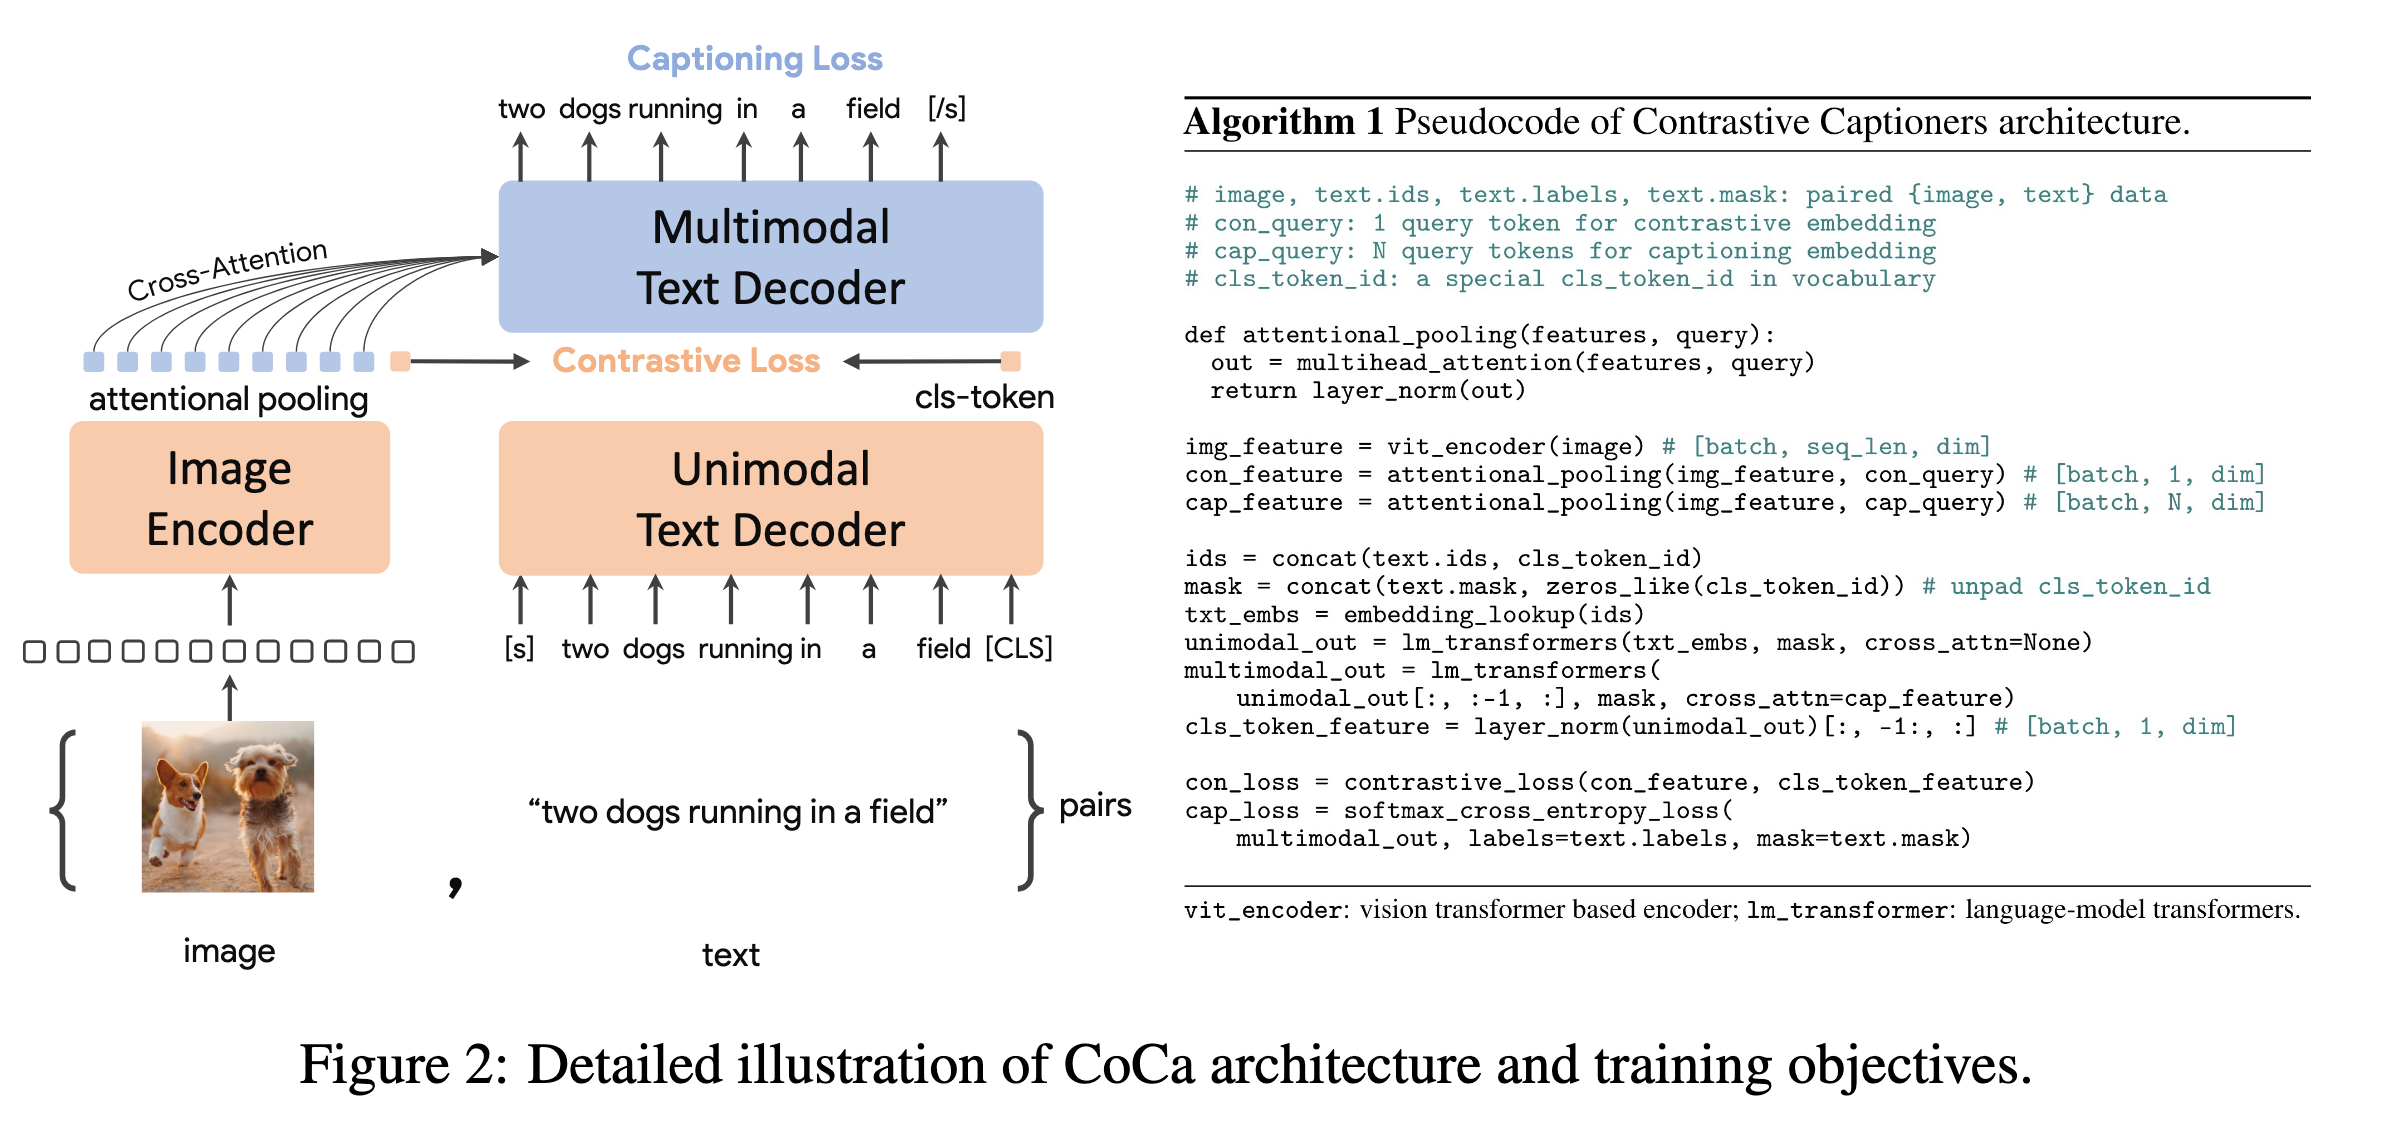 Captioning Loss
two dogs running in a field [/s]
Multimodal
Text Decoder
Cross-Attention
Contrastive Loss
attentional pooling
cls-token
Image
Encoder
Unimodal
Text Decoder
[s] two dogs running in a field [CLS]
“two dogs running in a field”
pairs
,
image
text
Algorithm 1 Pseudocode of Contrastive Captioners architecture.
# image, text.ids, text.labels, text.mask: paired {image, text} data
# con_query: 1 query token for contrastive embedding
# cap_query: N query tokens for captioning embedding
# cls_token_id: a special cls_token_id in vocabulary
def attentional_pooling(features, query):
out = multihead_attention(features, query)
return layer_norm(out)
img_feature = vit_encoder(image) # [batch, seq_len, dim]
con_feature = attentional_pooling(img_feature, con_query) # [batch, 1, dim]
cap_feature = attentional_pooling(img_feature, cap_query) # [batch, N, dim]
ids = concat(text.ids, cls_token_id)
mask = concat(text.mask, zeros_like(cls_token_id)) # unpad cls_token_id
txt_embs = embedding_lookup(ids)
unimodal_out = lm_transformers(txt_embs, mask, cross_attn=None)
multimodal_out = lm_transformers(
unimodal_out[:, :-1, :], mask, cross_attn=cap_feature)
cls_token_feature = layer_norm(unimodal_out)[:, -1:, :] # [batch, 1, dim]
con_loss = contrastive_loss(con_feature, cls_token_feature)
cap_loss = softmax_cross_entropy_loss(
multimodal_out, labels=text.labels, mask=text.mask)
vit_encoder: vision transformer based encoder; lm_transformer: language-model transformers.
Figure 2: Detailed illustration of CoCa architecture and training objectives.